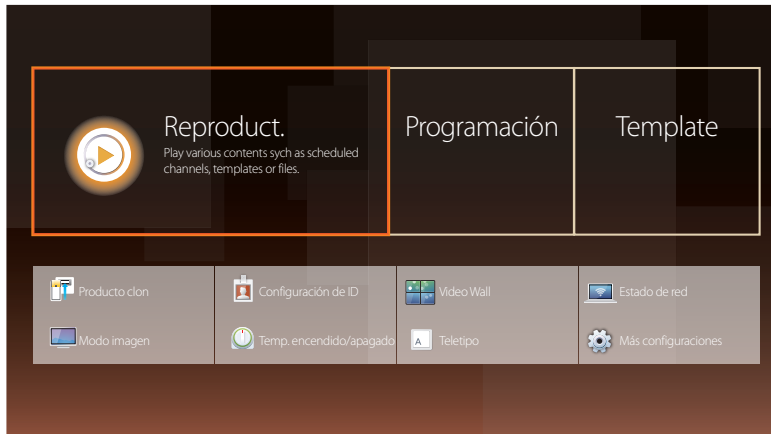 Reproduct.
Play various contents sych as scheduled
channels, templates or files.
Programación
Template
Producto clon
Configuración de ID
Video Wall
Estado de red
Modo imagen
Temp. encendido/apagado
A
Teletipo
Más configuraciones